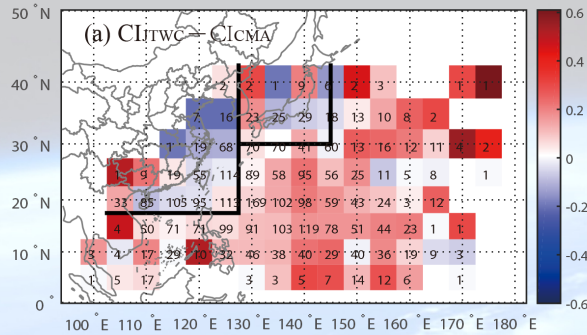 50°N
0.6
(a) CIJTWC－CICMA
0.4
40°N 2 2 1 9 6 2 3 1 1
7 16 23 25 29 18 13 10 8 2
0.2
30°N 1 19 68 70 70 41 60 13 16 12 11 4 2
0
9 19 55 114 89 58 95 56 25 11 5 8 1
20°N 33 85 105 95 113 169 102 98 59 43 24 3 12
-0.2
4 50 71 71 99 91 103 119 78 51 44 23 1 1
-0.4
10°N 3 4 17 29 10 32 46 38 40 29 40 36 19 9 3
1 5 17 3 3 5 7 14 12 6 1
0°
-0.6
100°E 110°E 120°E 130°E 140°E 150°E 160°E 170°E 180°E